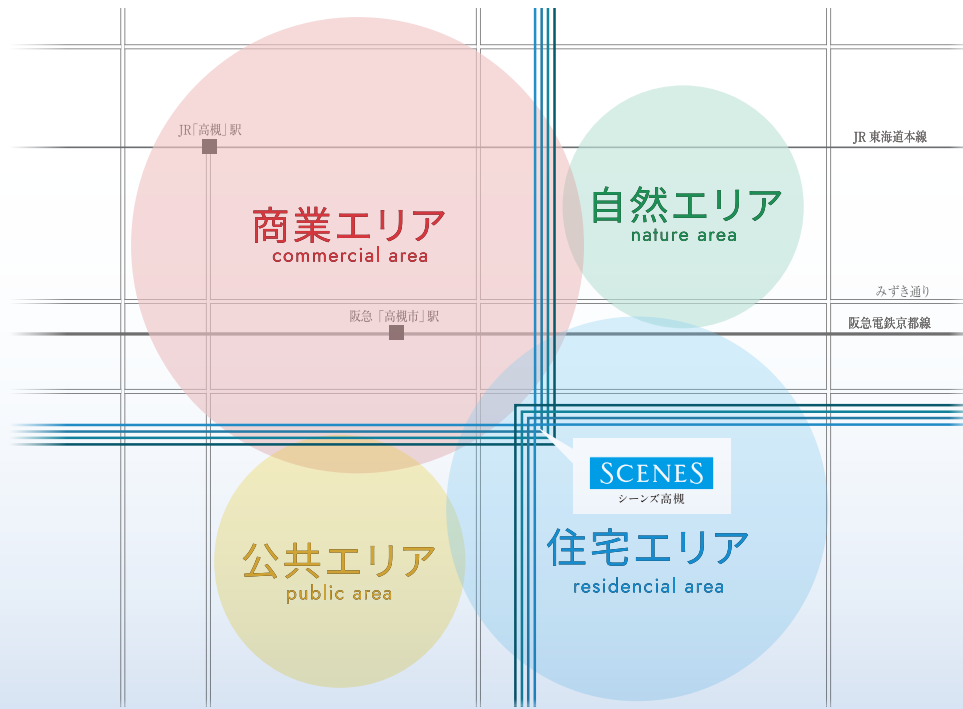 JR「高槻」駅
JR 東海道本線
商業エリア
commercial area
自然エリア
nature area
みずき通り
阪急「高槻市」駅
阪急電鉄京都線
SCENES
シーンズ高槻
公共エリア
public area
住宅エリア
residencial area